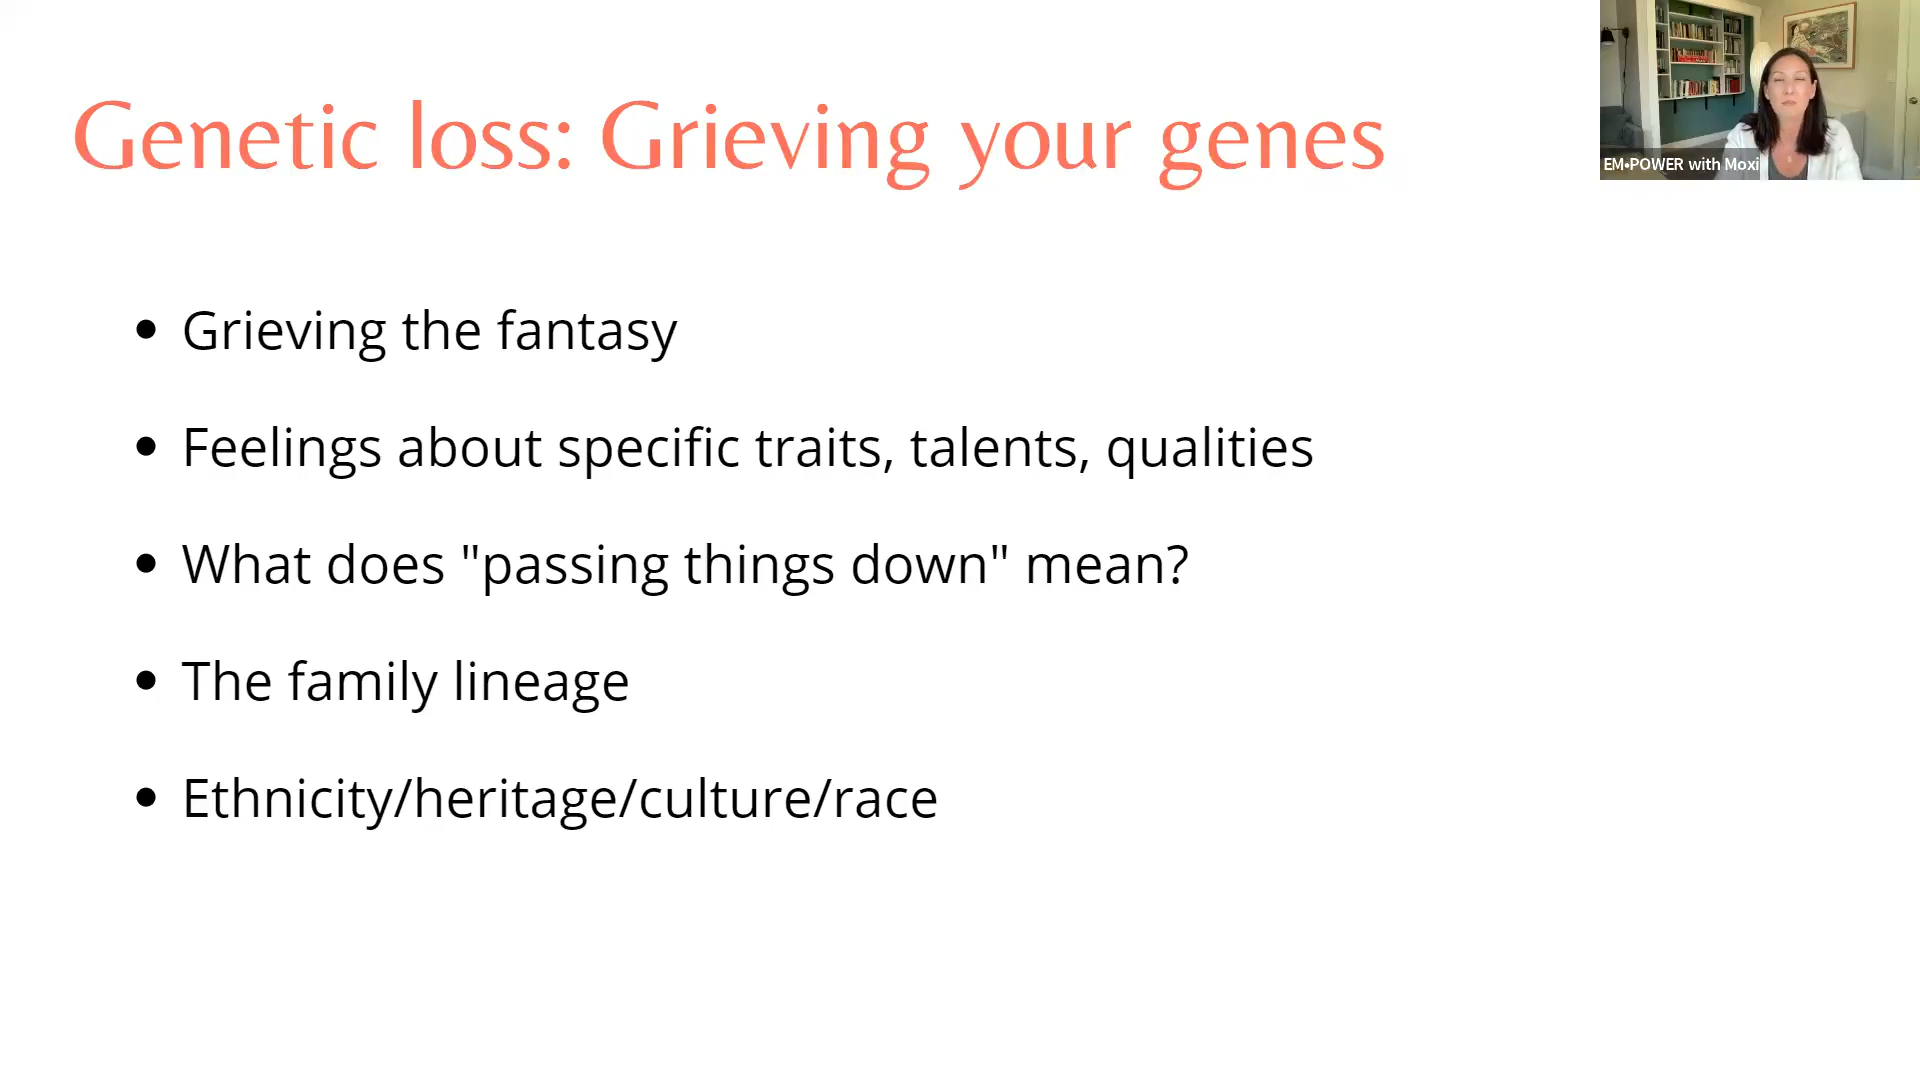 Genetic loss: Grieving your genes
EM•POWER with Moxi
• Grieving the fantasy
• Feelings about specific traits, talents, qualities
• What does "passing things down" mean?
• The family lineage
• Ethnicity/heritage/culture/race